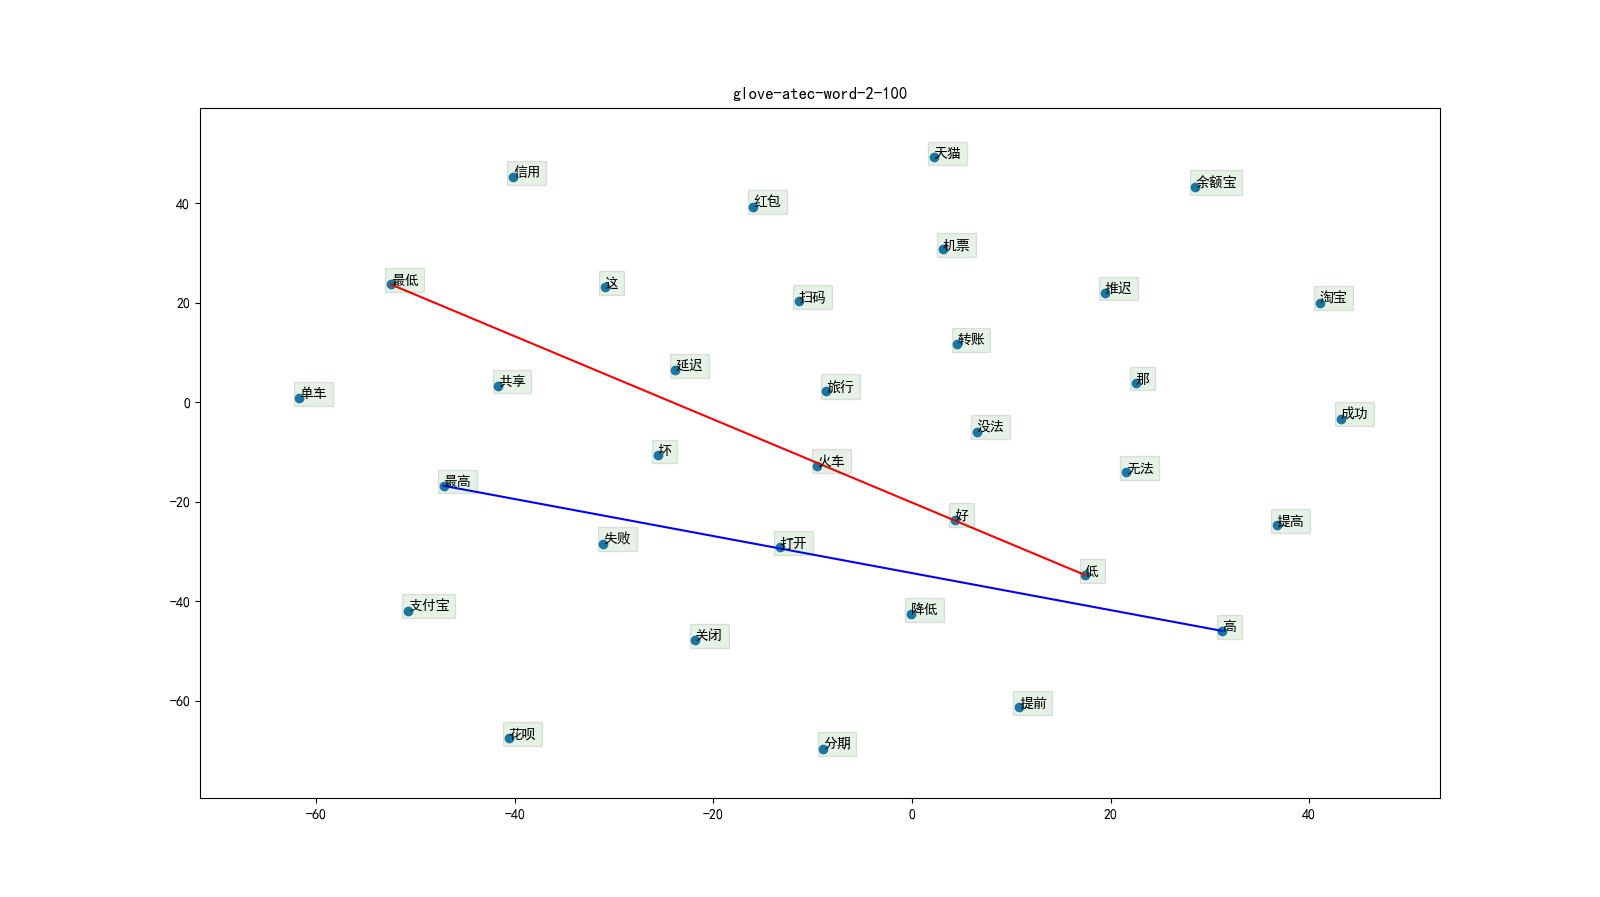 glove-atec-word-2-100
天猫
信用
余额宝
红包
40
机票
最低
这
推迟
扫码
淘宝
20
转账
延迟
那
共享
旅行
单车
0
成功
没法
坏
火车
无法
最高
-20
好
提高
失败
打开
低
-40
支付宝
降低
高
关闭
-60
提前
花呗
分期
-60 -40 -20 0 20 40